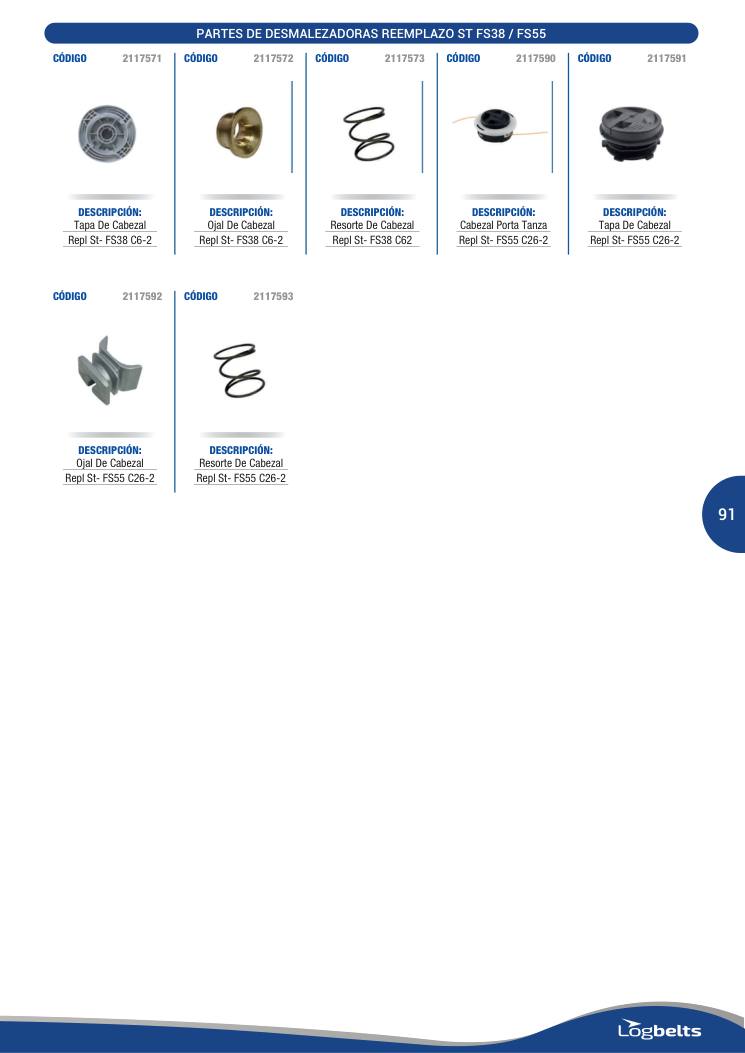 PARTES DE DESMALEZADORAS REEMPLAZO ST FS38 / FS55
CÓDIGO 2117571
DESCRIPCIÓN:
Tapa De Cabezal
Repl St- FS38 C6-2
CÓDIGO 2117572
DESCRIPCIÓN:
Ojal De Cabezal
Repl St- FS38 C6-2
CÓDIGO 2117573
DESCRIPCIÓN:
Resorte De Cabezal
Repl St- FS38 C62
CÓDIGO 2117590
DESCRIPCIÓN:
Cabezal Porta Tanza
Repl St- FS55 C26-2
CÓDIGO 2117591
DESCRIPCIÓN:
Tapa De Cabezal
Repl St- FS55 C26-2
CÓDIGO 2117592
DESCRIPCIÓN:
Ojal De Cabezal
Repl St- FS55 C26-2
CÓDIGO 2117593
DESCRIPCIÓN:
Resorte De Cabezal
Repl St- FS55 C26-2
91
Logbelts